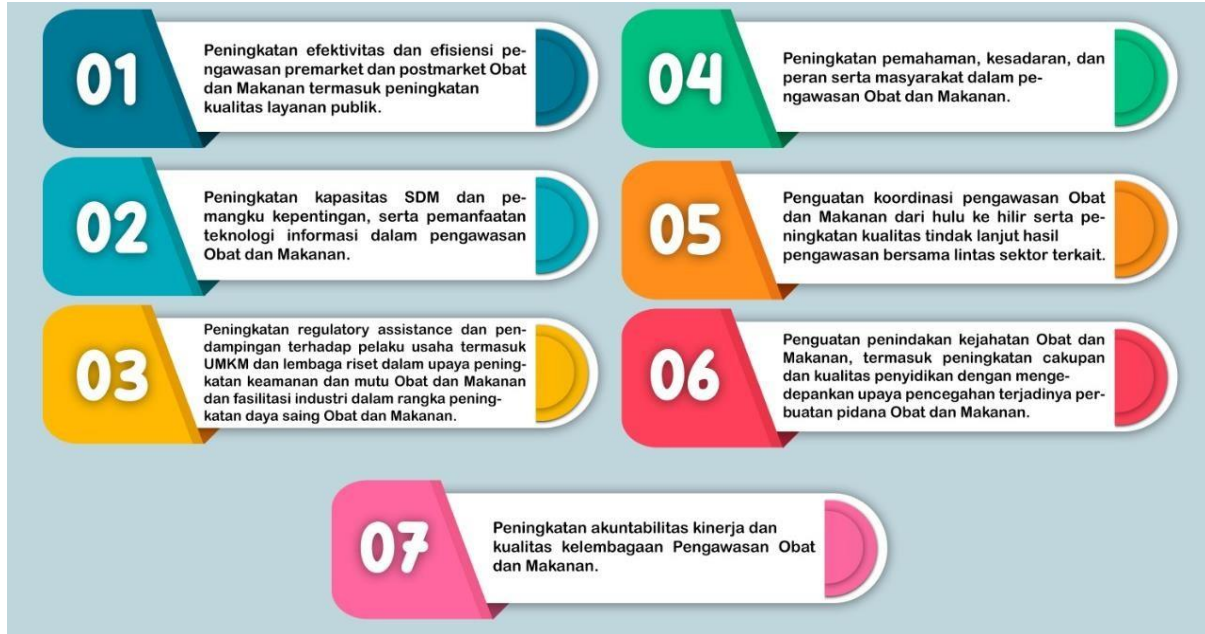 01
Peningkatan efektivitas dan efisiensi pe-
ngawasan premarket dan postmarket Obat
dan Makanan termasuk peningkatan
kualitas layanan publik.
02
Peningkatan kapasitas SDM dan pe-
mangku kepentingan, serta pemanfaatan
teknologi informasi dalam pengawasan
Obat dan Makanan.
03
Peningkatan regulatory assistance dan pen-
dampingan terhadap pelaku usaha termasuk
UMKM dan lembaga riset dalam upaya pening-
katan keamanan dan mutu Obat dan Makanan
dan fasilitasi industri dalam rangka pening-
katan daya saing Obat dan Makanan.
04
Peningkatan pemahaman, kesadaran, dan
peran serta masyarakat dalam pe-
ngawasan Obat dan Makanan.
05
Penguatan koordinasi pengawasan Obat
dan Makanan dari hulu ke hilir serta pe-
ningkatan kualitas tindak lanjut hasil
pengawasan bersama lintas sektor terkait.
06
Penguatan penindakan kejahatan Obat dan
Makanan, termasuk peningkatan cakupan
dan kualitas penyidikan dengan menge-
depankan upaya pencegahan terjadinya per-
buatan pidana Obat dan Makanan.
07
Peningkatan akuntabilitas kinerja dan
kualitas kelembagaan Pengawasan Obat
dan Makanan.